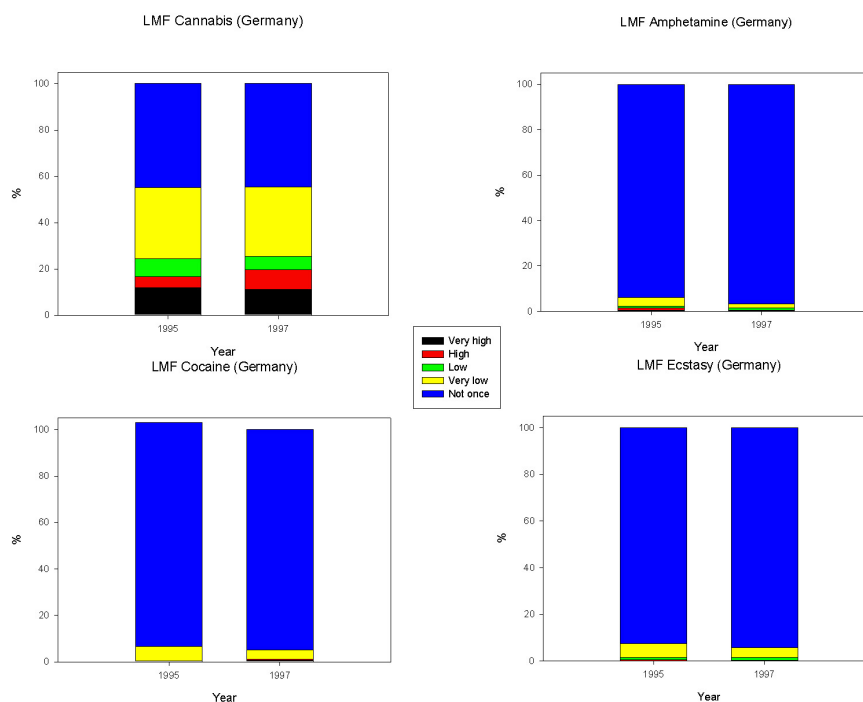 LMF Cannabis (Germany)
100
80
60
40
20
0
%
1995
1997
Year
LMF Amphetamine (Germany)
100
80
60
40
20
0
%
1995
1997
Year
Very high
High
Low
Very low
Not once
LMF Cocaine (Germany)
100
80
60
40
20
0
%
1995
1997
Year
LMF Ecstasy (Germany)
100
80
60
40
20
0
%
1995
1997
Year